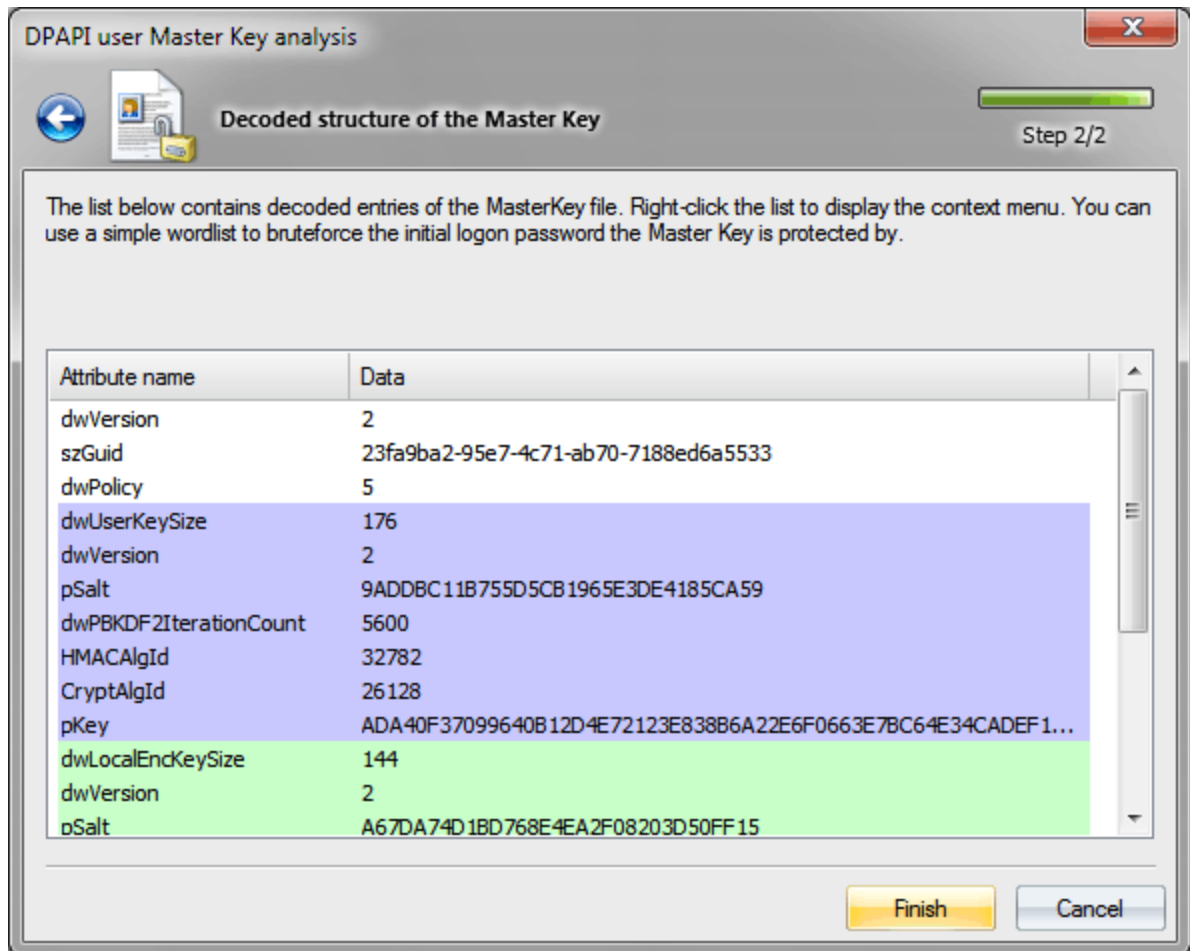 DPAPI user Master Key analysis
Decoded structure of the Master Key
Step 2/2
The list below contains decoded entries of the MasterKey file. Right-click the list to display the context menu. You can
use a simple wordlist to bruteforce the initial logon password the Master Key is protected by.
Attribute name Data
dwVersion 2
szGuid 23fa9ba2-95e7-4c71-ab70-7188ed6a5533
dwPolicy 5
dwUserKeySize 176
dwVersion 2
pSalt 9ADDBC11B755D5CB1965E3DE4185CA59
dwPBKDF2IterationCount 5600
HMACAlgId 32782
CryptAlgId 26128
pKey ADA40F37099640B12D4E72123E838B6A22E6F0663E7BC64E34CADEF1...
dwLocalEncKeySize 144
dwVersion 2
pSalt A67DA74D1BD768E4EA2F08203D50FF15
Finish Cancel